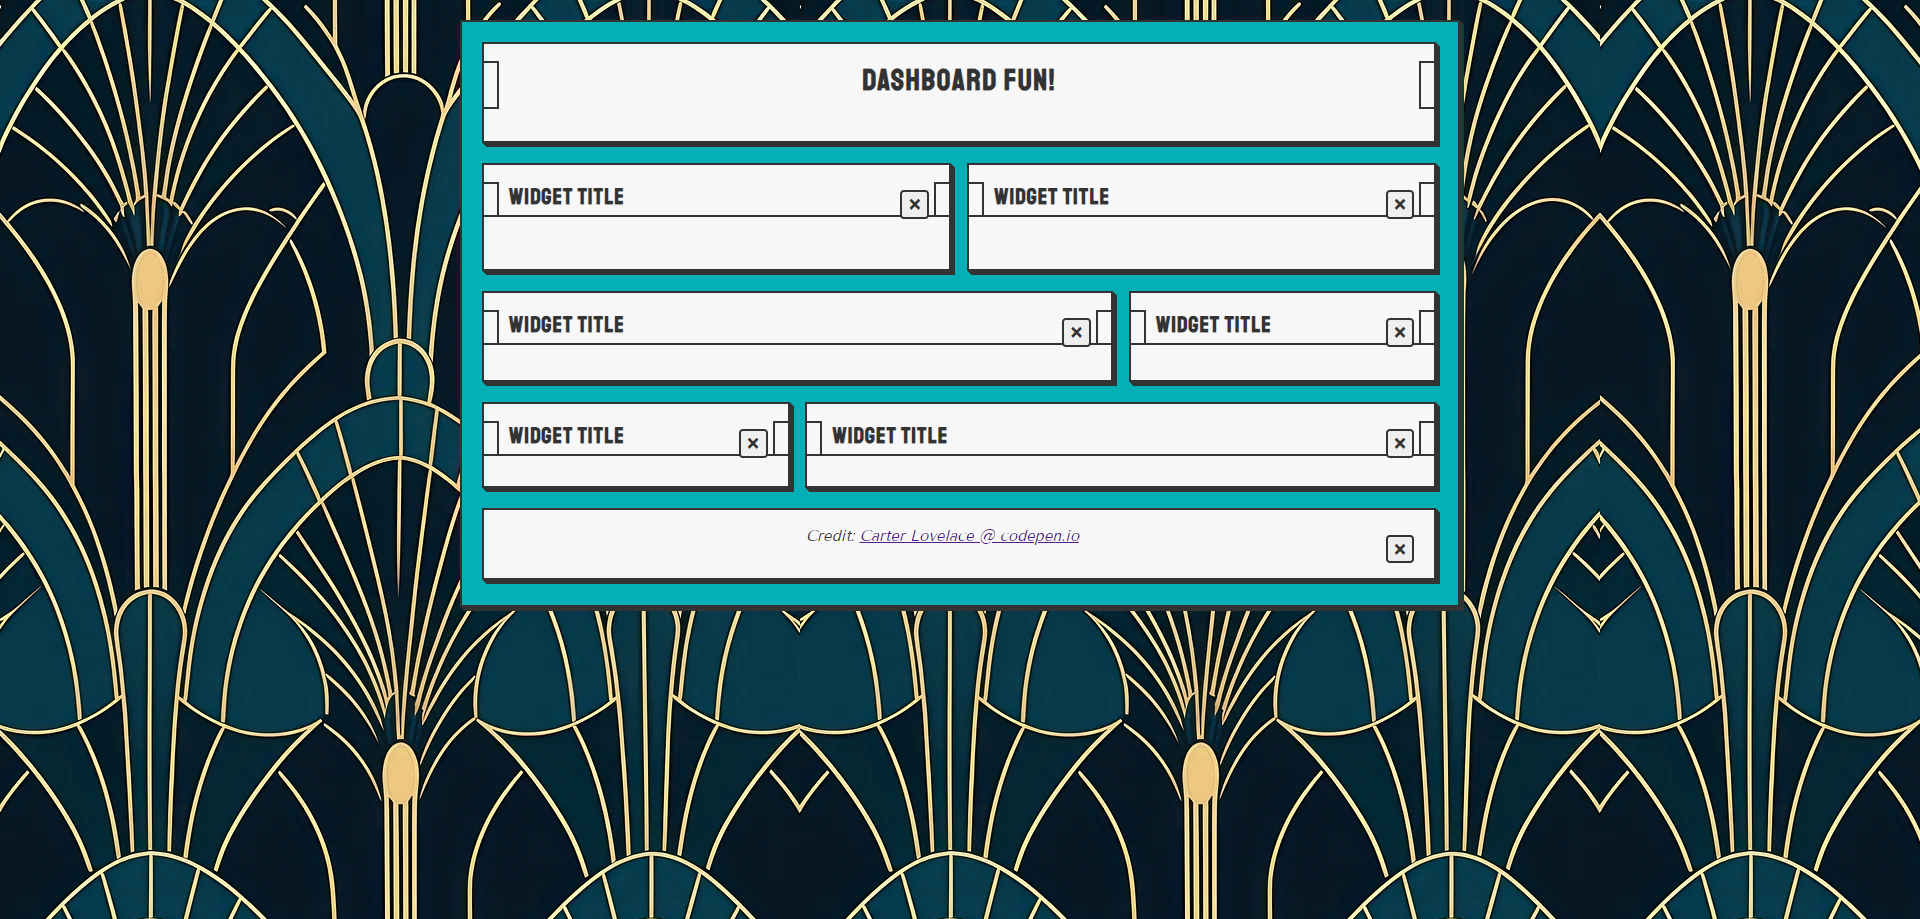 DASHBOARD FUN!
WIDGET TITLE
×
WIDGET TITLE
×
WIDGET TITLE
×
WIDGET TITLE
×
WIDGET TITLE
×
WIDGET TITLE
×
Credit: Carter Lovelace @ codepen.io
×